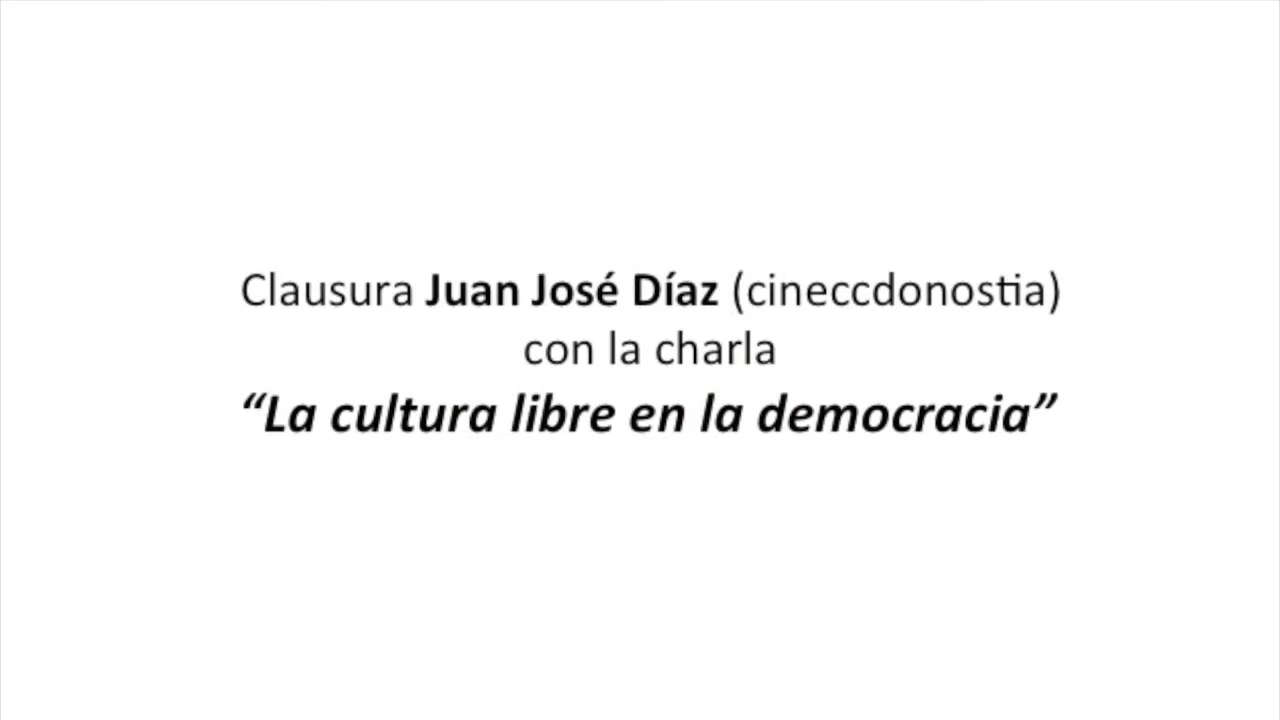 Clausura Juan José Díaz (cineccdonostia)
con la charla
“La cultura libre en la democracia”